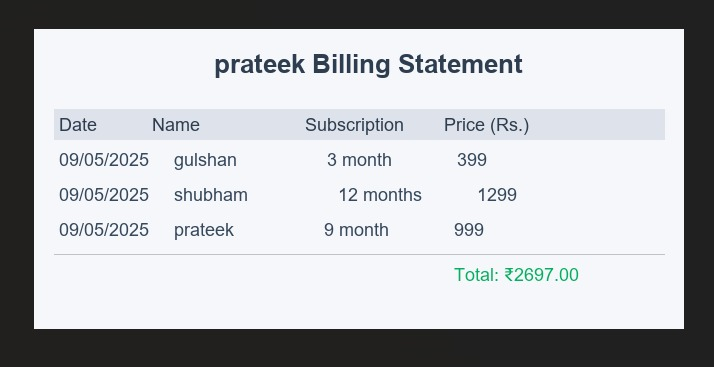 prateek Billing Statement
Date Name Subscription Price (Rs.)
09/05/2025 gulshan 3 month 399
09/05/2025 shubham 12 months 1299
09/05/2025 prateek 9 month 999
Total: ₹2697.00